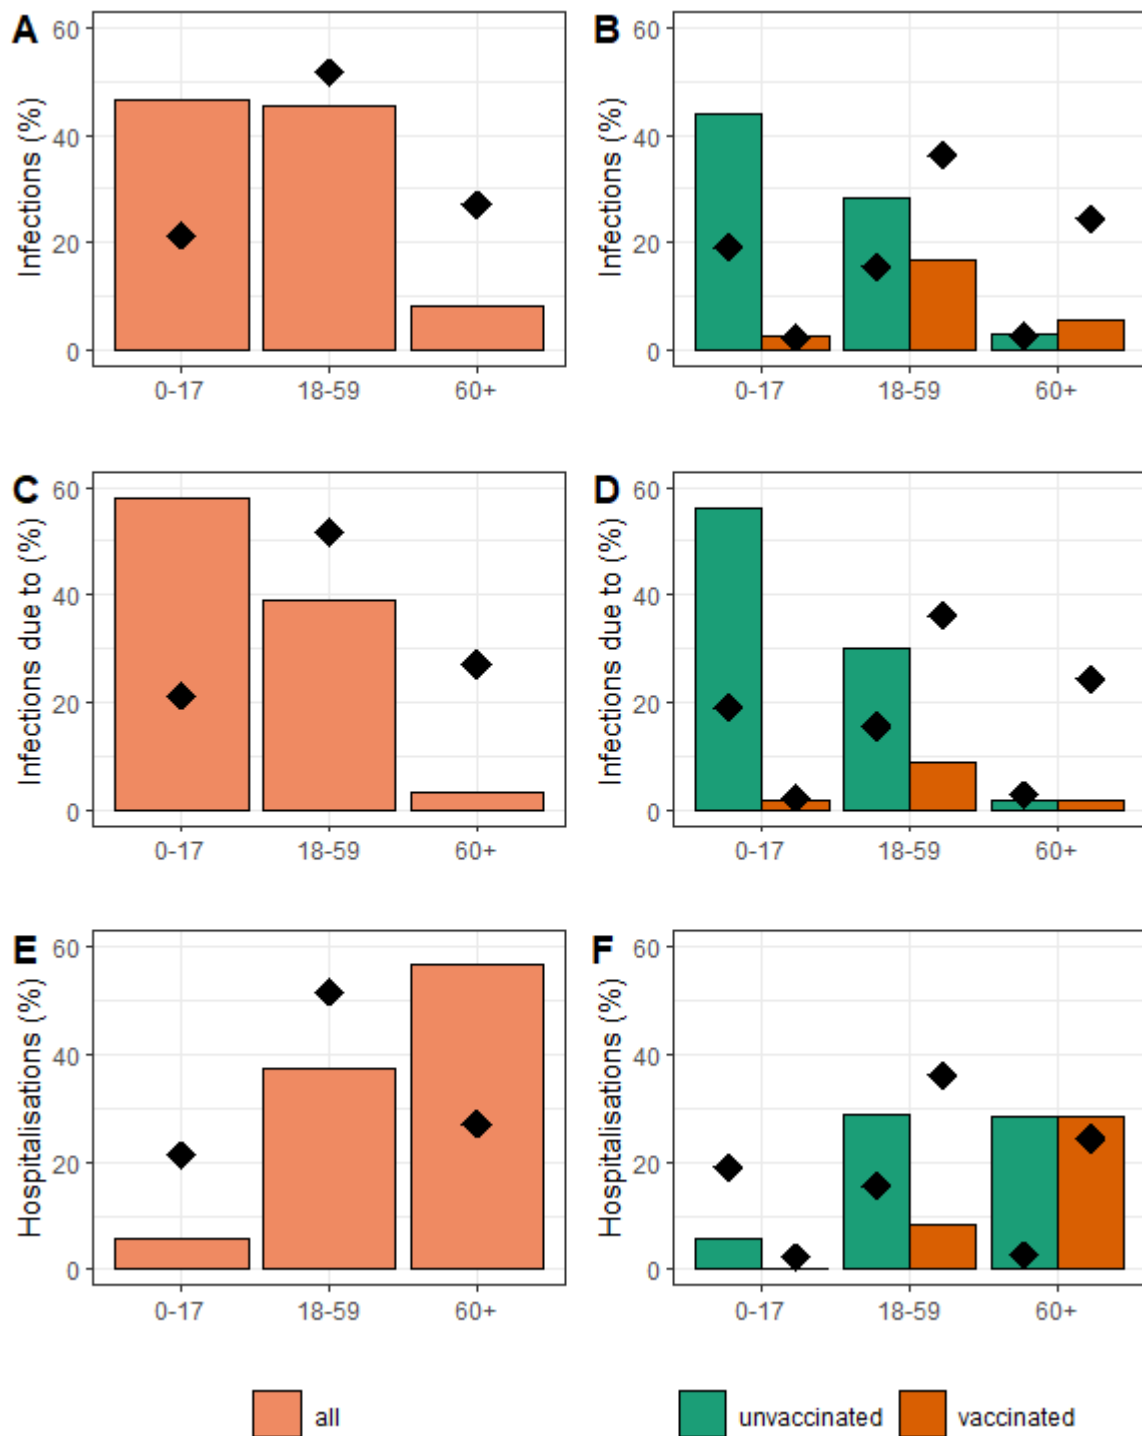 A
Infections (%)
60
40
20
0
0-17
18-59
60+
B
Infections (%)
60
40
20
0
0-17
18-59
60+
C
Infections due to (%)
60
40
20
0
0-17
18-59
60+
D
Infections due to (%)
60
40
20
0
0-17
18-59
60+
E
Hospitalisations (%)
60
40
20
0
0-17
18-59
60+
F
Hospitalisations (%)
60
40
20
0
0-17
18-59
60+
all
unvaccinated
vaccinated